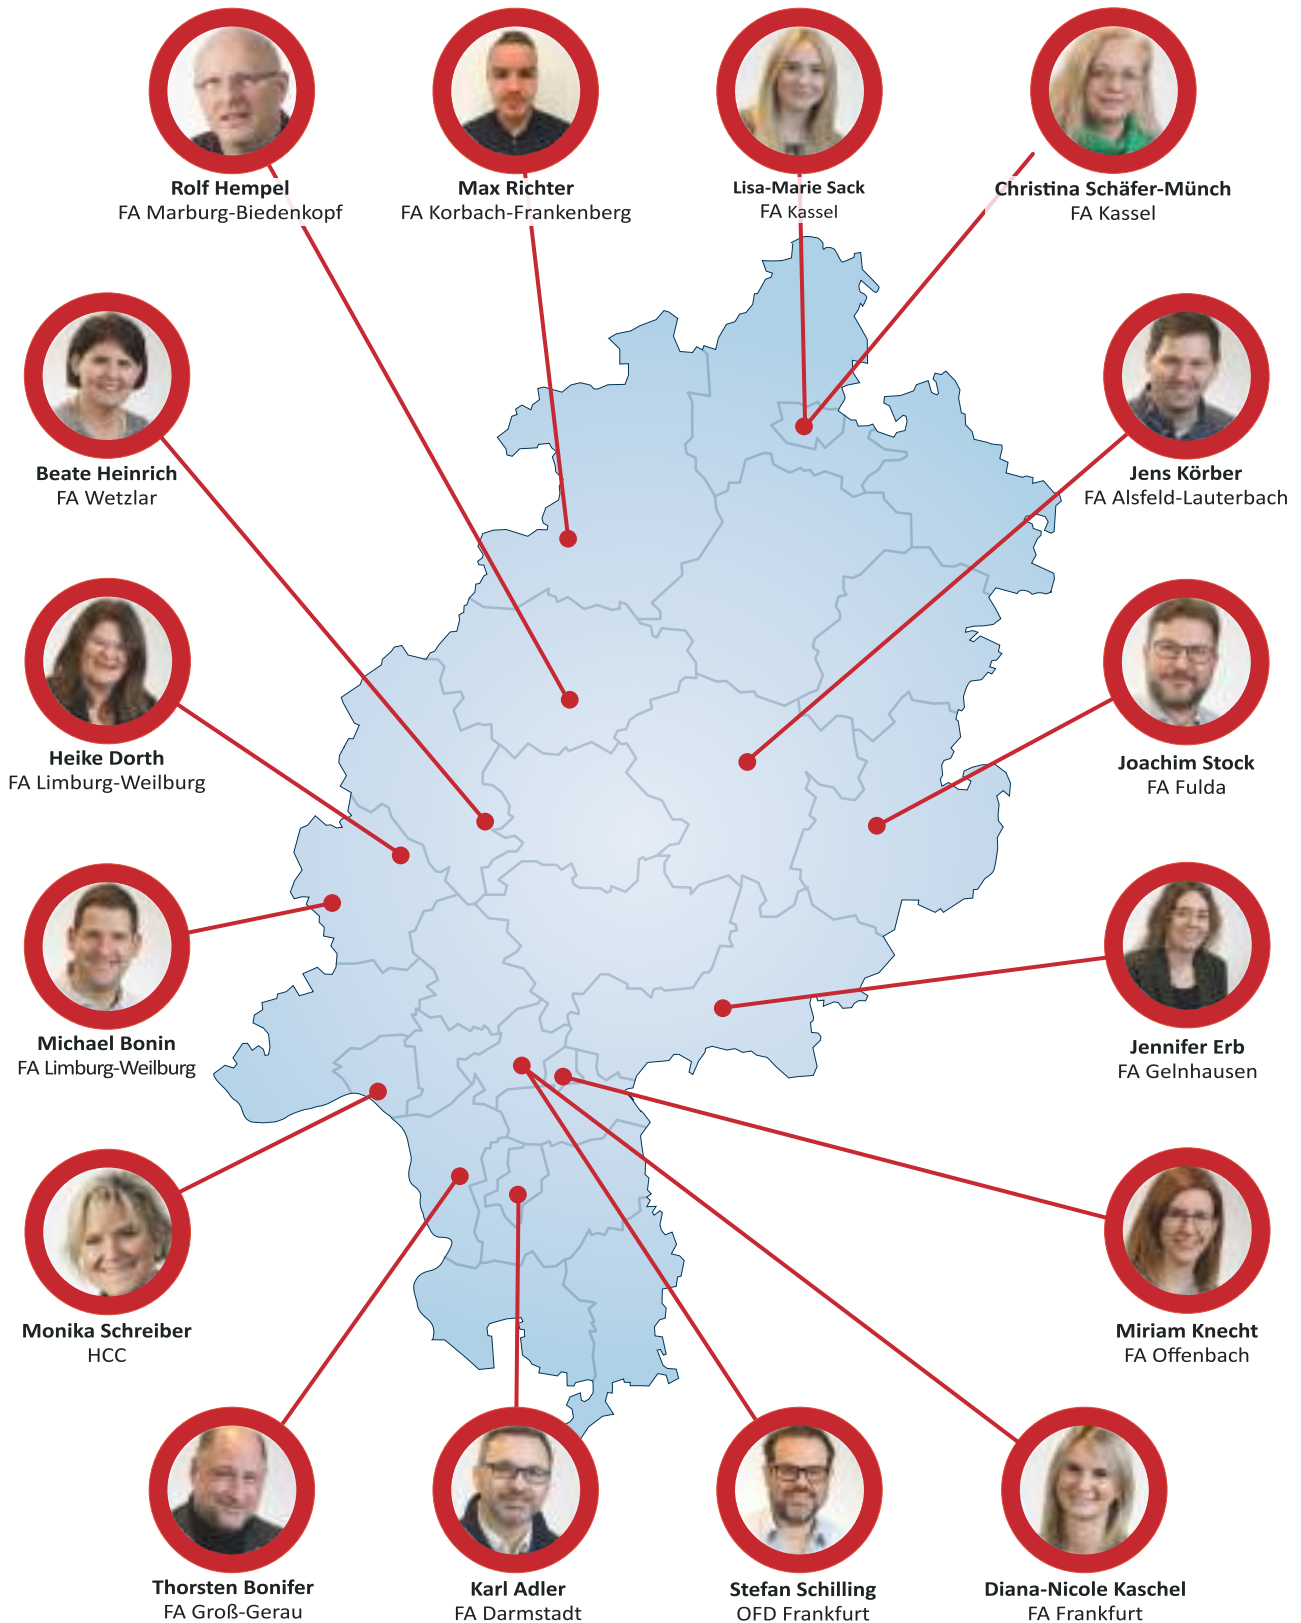 Rolf Hempel
FA Marburg-Biedenkopf
Max Richter
FA Korbach-Frankenberg
Lisa-Marie Sack
FA Kassel
Christina Schäfer-Münch
FA Kassel
Beate Heinrich
FA Wetzlar
Jens Körber
FA Alsfeld-Lauterbach
Heike Dorth
FA Limburg-Weilburg
Joachim Stock
FA Fulda
Michael Bonin
FA Limburg-Weilburg
Jennifer Erb
FA Gelnhausen
Monika Schreiber
HCC
Miriam Knecht
FA Offenbach
Thorsten Bonifer
FA Groß-Gerau
Karl Adler
FA Darmstadt
Stefan Schilling
OFD Frankfurt
Diana-Nicole Kaschel
FA Frankfurt